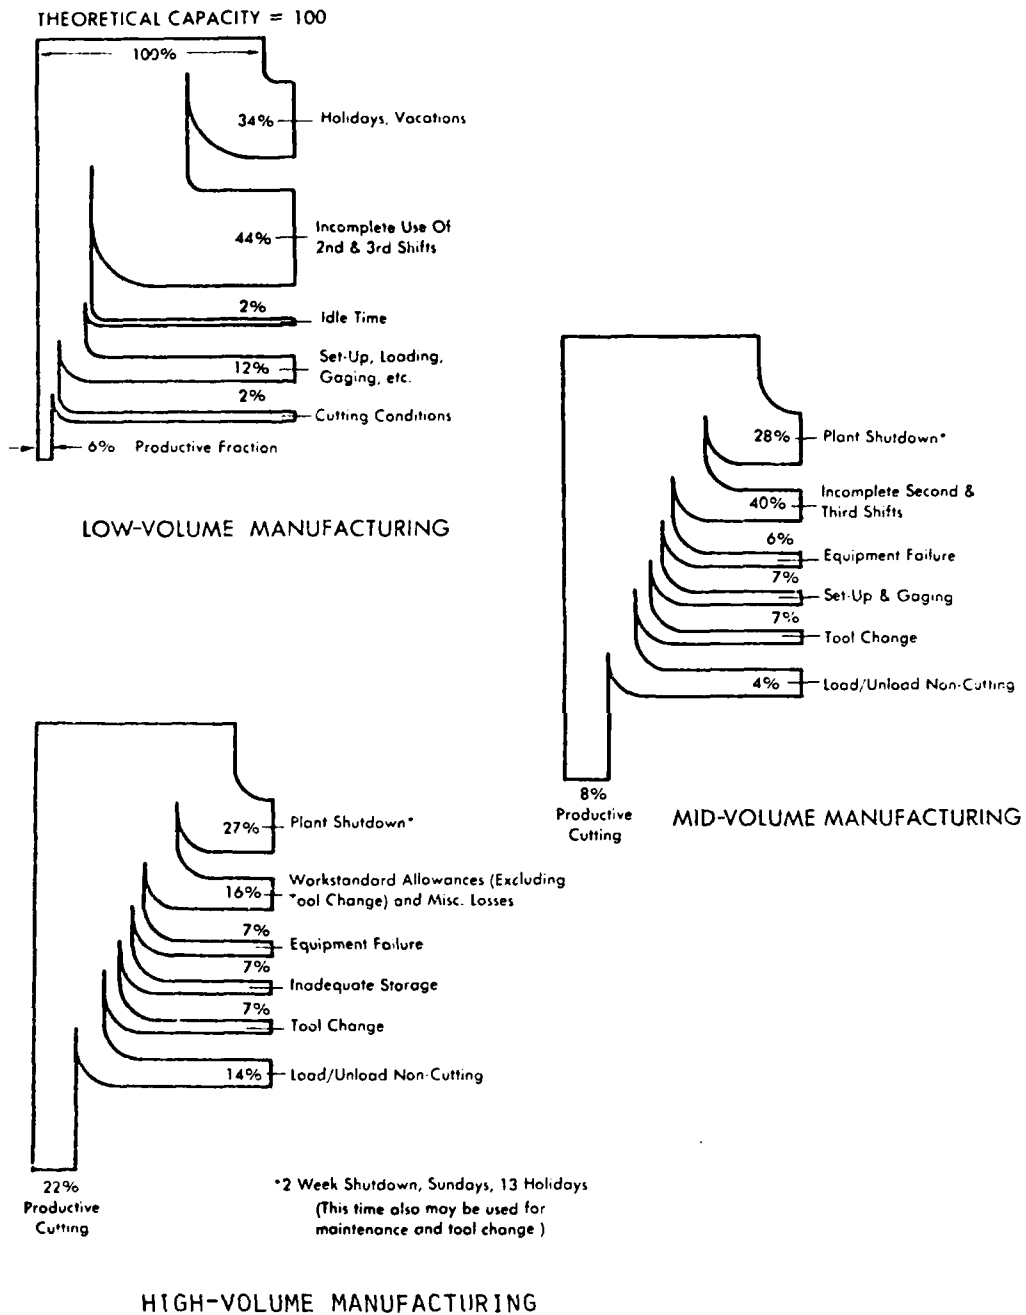 THEORETICAL CAPACITY = 100
100%
34%
Holidays, Vacations
44%
Incomplete Use Of
2nd & 3rd Shifts
2%
Idle Time
12%
Set-Up, Loading,
Gaging, etc.
2%
Cutting Conditions
6% Productive Fraction
LOW-VOLUME MANUFACTURING
28%
Plant Shutdown*
40%
Incomplete Second &
Third Shifts
6%
Equipment Failure
7%
Set-Up & Gaging
7%
Tool Change
4%
Load/Unload Non-Cutting
8%
Productive
Cutting
MID-VOLUME MANUFACTURING
27%
Plant Shutdown*
16%
Workstandard Allowances (Excluding
Tool Change) and Misc. Losses
7%
Equipment Failure
7%
Inadequate Storage
7%
Tool Change
14%
Load/Unload Non-Cutting
22%
Productive
Cutting
*2 Week Shutdown, Sundays, 13 Holidays
(This time also may be used for
maintenance and tool change )
HIGH-VOLUME MANUFACTURING